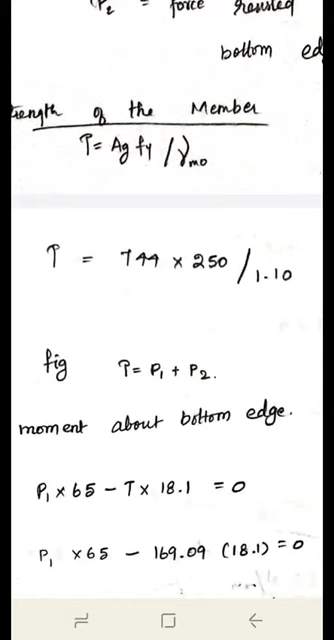 (P2 = force
bottom ed
of the Member
T = Ag fy / γmo
T = 744 × 250 / 1.10
fig T = P1 + P2.
moment about bottom edge.
P1 × 65 - T × 18.1 = 0
P1 × 65 - 169.09 (18.1) = 0